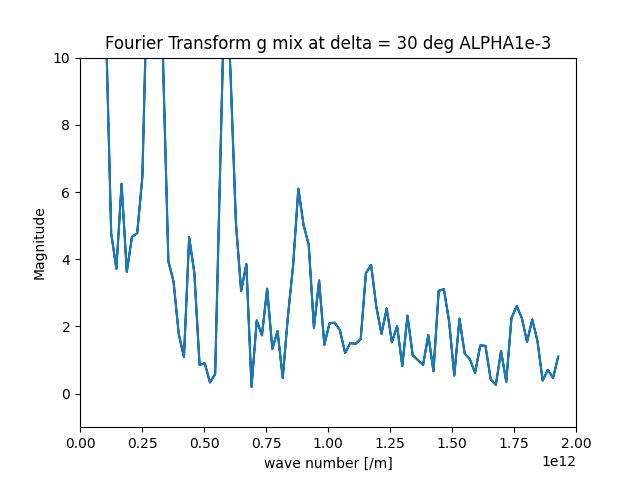 Fourier Transform g mix at delta = 30 deg ALPHA1e-3
10
8
6
4
2
0
Magnitude
0.00 0.25 0.50 0.75 1.00 1.25 1.50 1.75 2.00
wave number [/m]
1e12